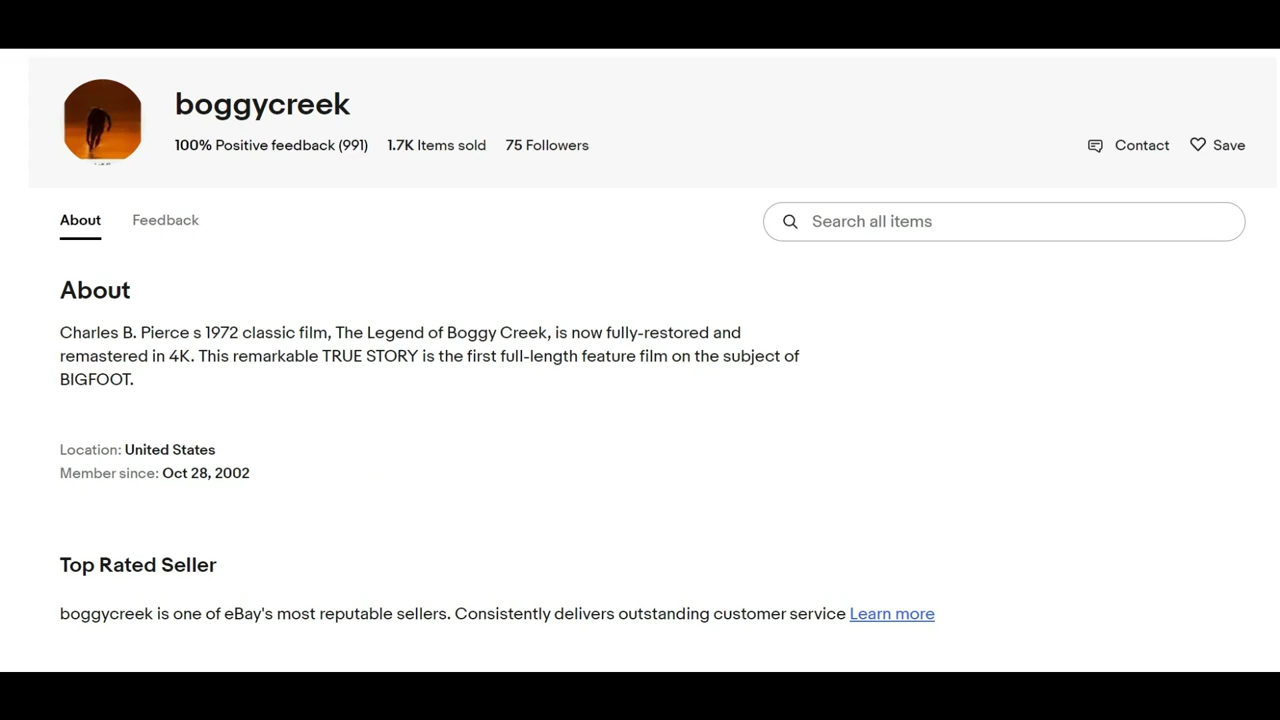 boggycreek
100% Positive feedback (991) 1.7K Items sold 75 Followers
Contact Save
About Feedback
Search all items
About
Charles B. Pierce s 1972 classic film, The Legend of Boggy Creek, is now fully-restored and
remastered in 4K. This remarkable TRUE STORY is the first full-length feature film on the subject of
BIGFOOT.
Location: United States
Member since: Oct 28, 2002
Top Rated Seller
boggycreek is one of eBay's most reputable sellers. Consistently delivers outstanding customer service Learn more